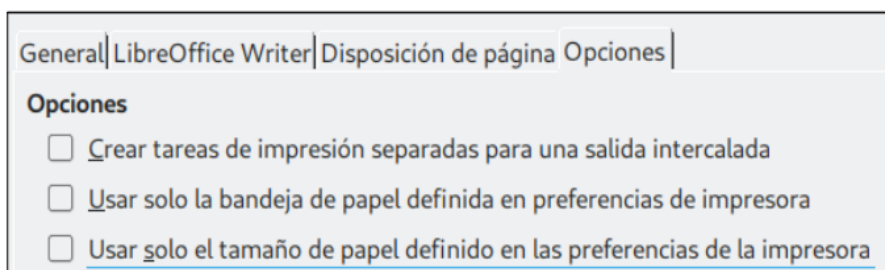 General LibreOffice Writer Disposición de página Opciones
Opciones
Crear tareas de impresión separadas para una salida intercalada
Usar solo la bandeja de papel definida en preferencias de impresora
Usar solo el tamaño de papel definido en las preferencias de la impresora